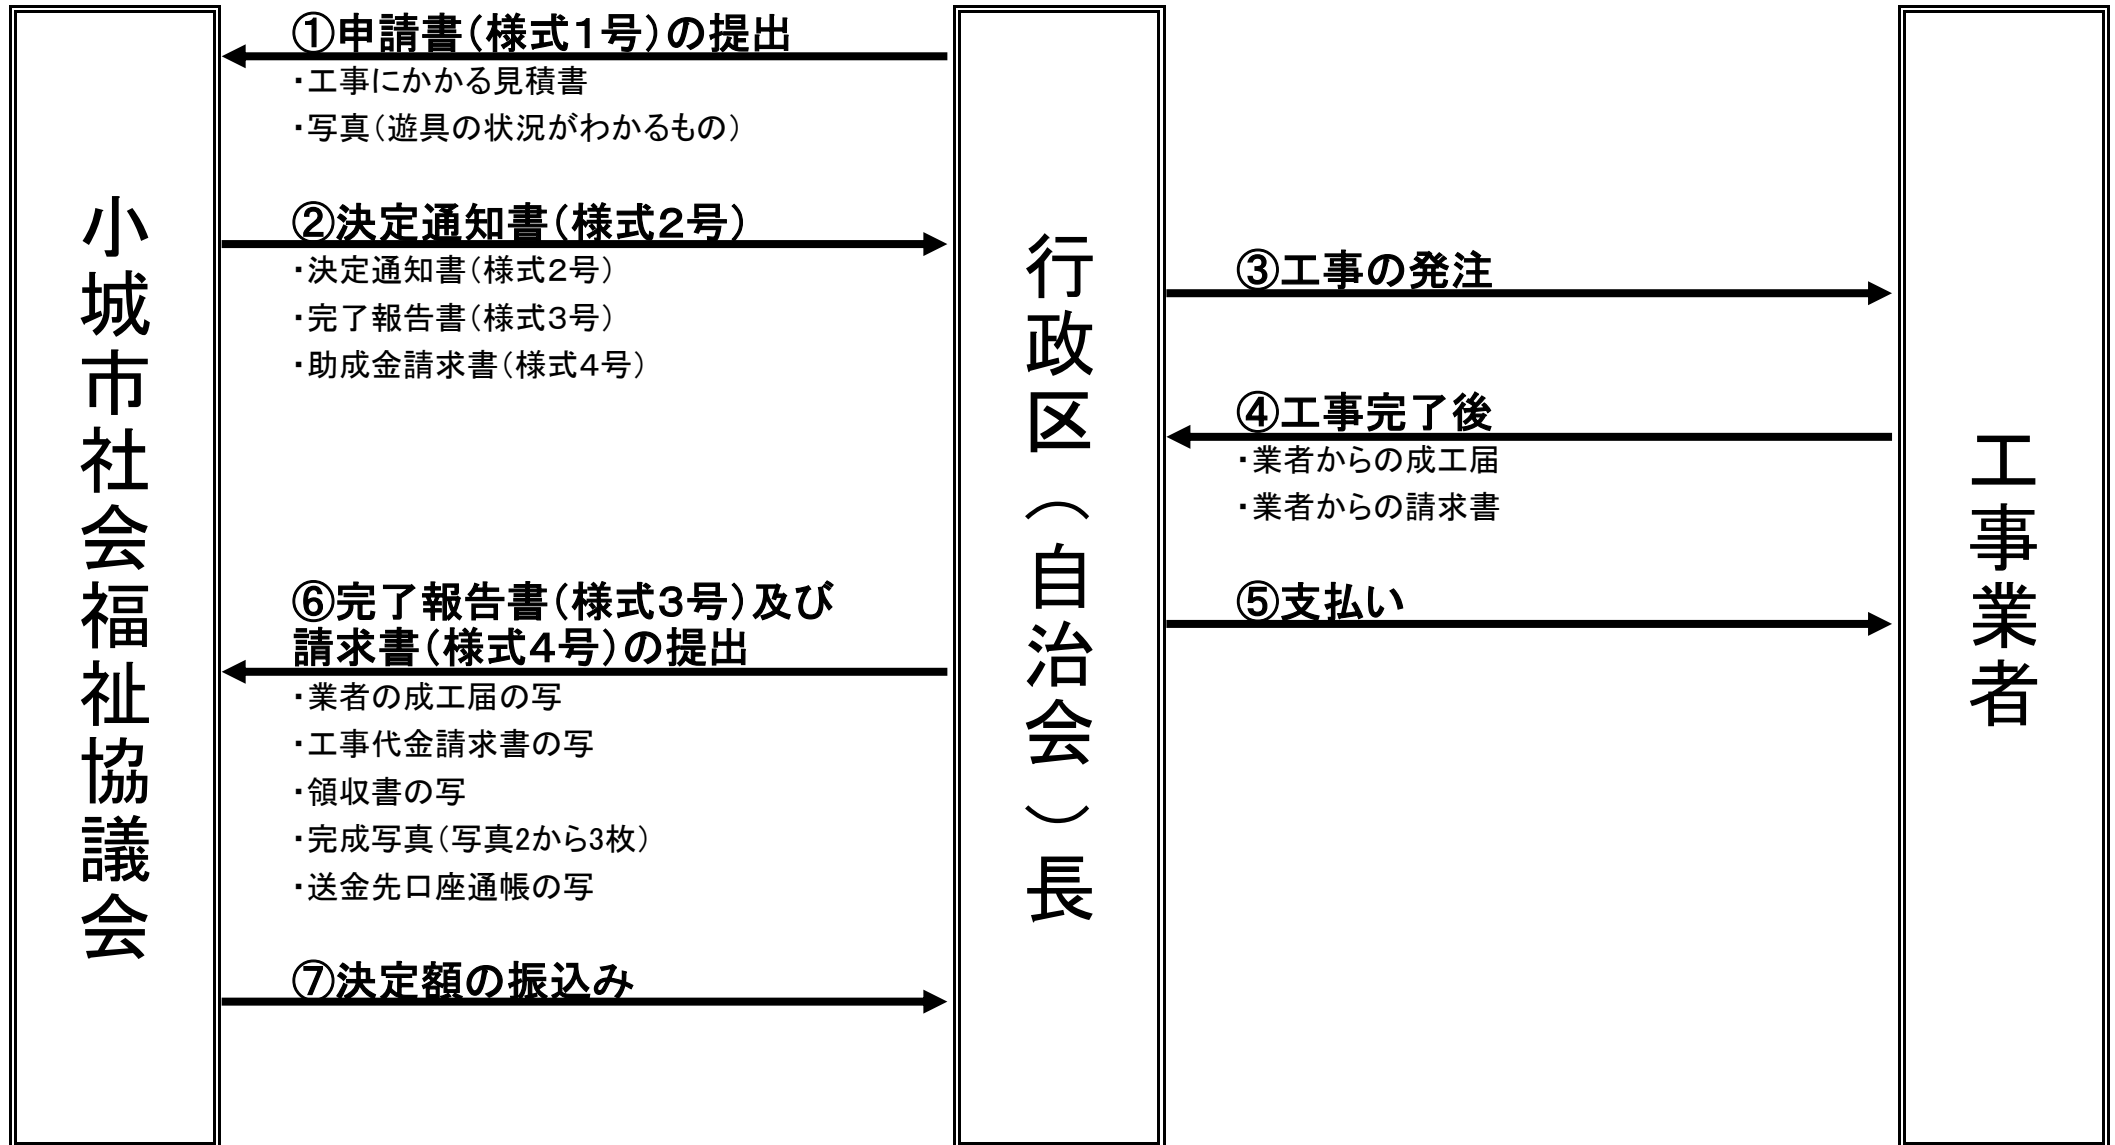 小城市社会福祉協議会
①申請書（様式１号）の提出
・工事にかかる見積書
・写真（遊具の状況がわかるもの）
②決定通知書（様式２号）
・決定通知書（様式２号）
・完了報告書（様式３号）
・助成金請求書（様式４号）
⑥完了報告書（様式３号）及び
請求書（様式４号）の提出
・業者の成工届の写
・工事代金請求書の写
・領収書の写
・完成写真（写真2から3枚）
・送金先口座通帳の写
⑦決定額の振込み
行政区（自治会）長
③工事の発注
④工事完了後
・業者からの成工届
・業者からの請求書
⑤支払い
工事業者